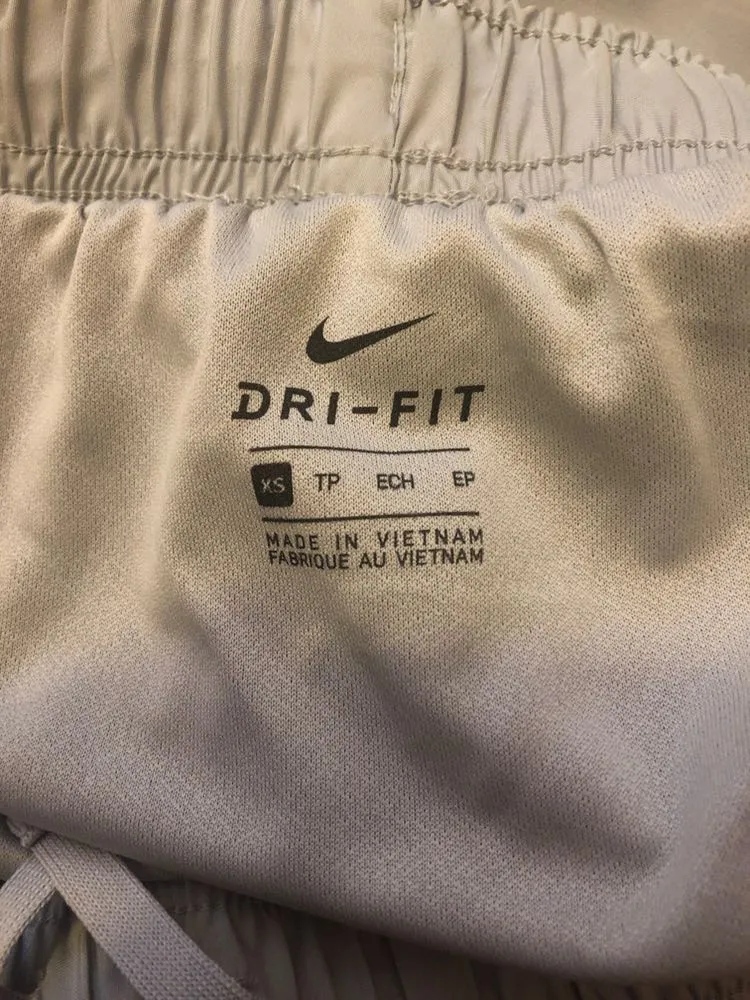 DRI-FIT
XS TP ECH EP
MADE IN VIETNAM
FABRIQUE AU VIETNAM